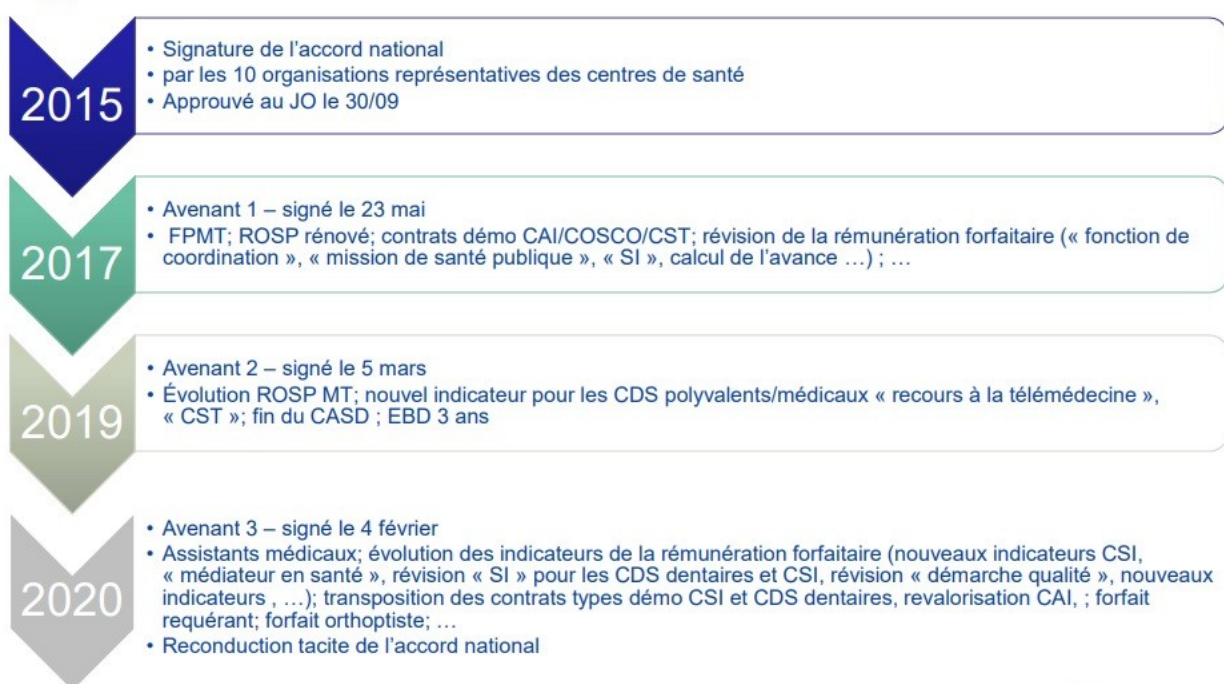 2015
• Signature de l'accord national
• par les 10 organisations représentatives des centres de santé
• Approuvé au JO le 30/09
2017
• Avenant 1 – signé le 23 mai
• FPMT; ROSP rénové; contrats démo CAI/COSCO/CST; révision de la rémunération forfaitaire (« fonction de
coordination », « mission de santé publique », « SI », calcul de l'avance …) ; …
2019
• Avenant 2 – signé le 5 mars
• Évolution ROSP MT; nouvel indicateur pour les CDS polyvalents/médicaux « recours à la télémédecine »,
« CST »; fin du CASD ; EBD 3 ans
2020
• Avenant 3 – signé le 4 février
• Assistants médicaux; évolution des indicateurs de la rémunération forfaitaire (nouveaux indicateurs CSI,
« médiateur en santé », révision « SI » pour les CDS dentaires et CSI, révision « démarche qualité », nouveaux
indicateurs , …); transposition des contrats types démo CSI et CDS dentaires, revalorisation CAI, ; forfait
requérant; forfait orthoptiste; …
• Reconduction tacite de l'accord national